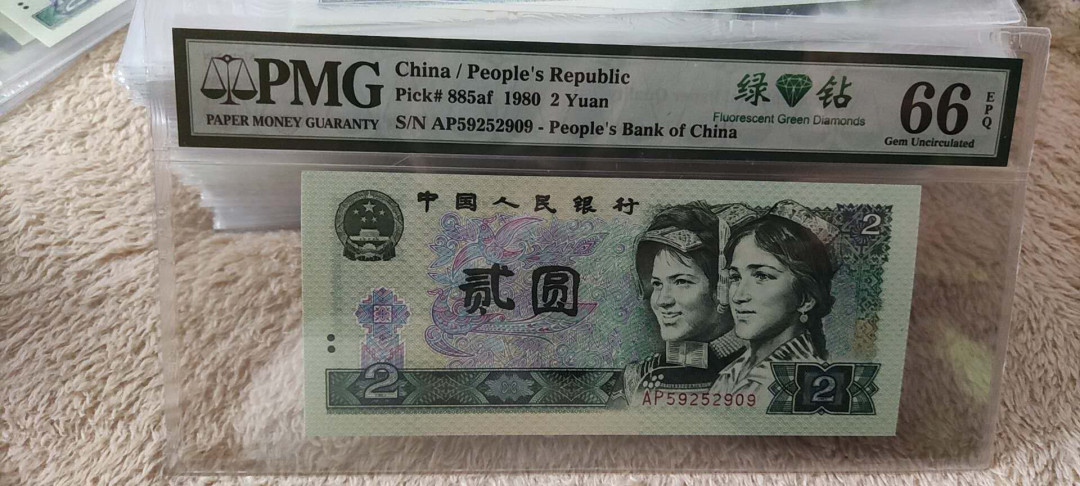 PMG
PAPER MONEY GUARANTY
China / People's Republic
Pick# 885af 1980 2 Yuan
S/N AP59252909 - People's Bank of China
绿钻
Fluorescent Green Diamonds
66
EPQ
Gem Uncirculated
中国人民银行
2
贰圆
2
2
AP59252909